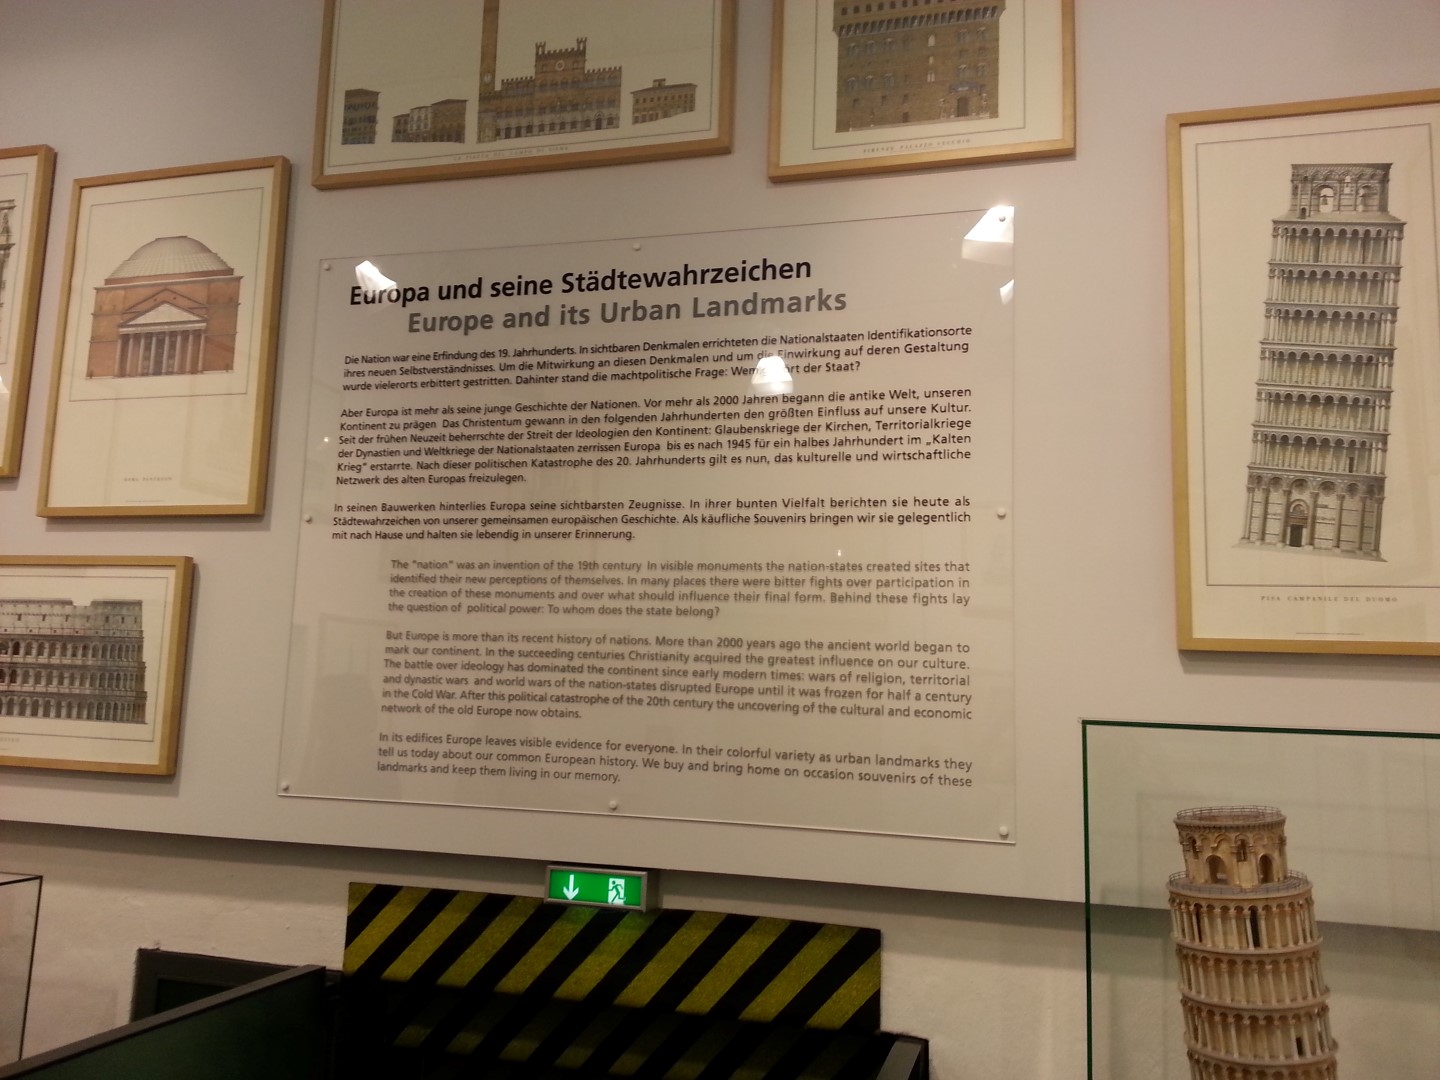 FIRENZE PALAZZO VECCHIO
Europa und seine Städtewahrzeichen
Europe and its Urban Landmarks
Die Nation war eine Erfindung des 19. Jahrhunderts. In sichtbaren Denkmalen errichteten die Nationalstaaten Identifikationsorte
ihres neuen Selbstverständnisses. Um die Mitwirkung an diesen Denkmalen und um die Einwirkung auf deren Gestaltung
wurde vielerorts erbittert gestritten. Dahinter stand die machtpolitische Frage: Wem der Staat?
Aber Europa ist mehr als seine junge Geschichte der Nationen. Vor mehr als 2000 Jahren begann die antike Welt, unseren
Kontinent zu prägen Das Christentum gewann in den folgenden Jahrhunderten den größten Einfluss auf unsere Kultur.
Seit der frühen Neuzeit beherrschte der Streit der Ideologien den Kontinent: Glaubenskriege der Kirchen, Territorialkriege
der Dynastien und Weltkriege der Nationalstaaten zerrissen Europa bis es nach 1945 für ein halbes Jahrhundert im „Kalten
Krieg" erstarrte. Nach dieser politischen Katastrophe des 20. Jahrhunderts gilt es nun, das kulturelle und wirtschaftliche
Netzwerk des alten Europas freizulegen.
In seinen Bauwerken hinterlies Europa seine sichtbarsten Zeugnisse. In ihrer bunten Vielfalt berichten sie heute als
Städtewahrzeichen von unserer gemeinsamen europäischen Geschichte. Als käufliche Souvenirs bringen wir sie gelegentlich
mit nach Hause und halten sie lebendig in unserer Erinnerung.
The "nation" was an invention of the 19th century In visible monuments the nation-states created sites that
identified their new perceptions of themselves. In many places there were bitter fights over participation in
the creation of these monuments and over what should influence their final form. Behind these fights lay
the question of political power: To whom does the state belong?
But Europe is more than its recent history of nations. More than 2000 years ago the ancient world began to
mark our continent. In the succeeding centuries Christianity acquired the greatest influence on our culture.
The battle over ideology has dominated the continent since early modern times: wars of religion, territorial
and dynastic wars and world wars of the nation-states disrupted Europe until it was frozen for half a century
in the Cold War. After this political catastrophe of the 20th century the uncovering of the cultural and economic
network of the old Europe now obtains.
In its edifices Europe leaves visible evidence for everyone. In their colorful variety as urban landmarks they
tell us today about our common European history. We buy and bring home on occasion souvenirs of these
landmarks and keep them living in our memory.
PISA CAMPANILE DEL DUOMO